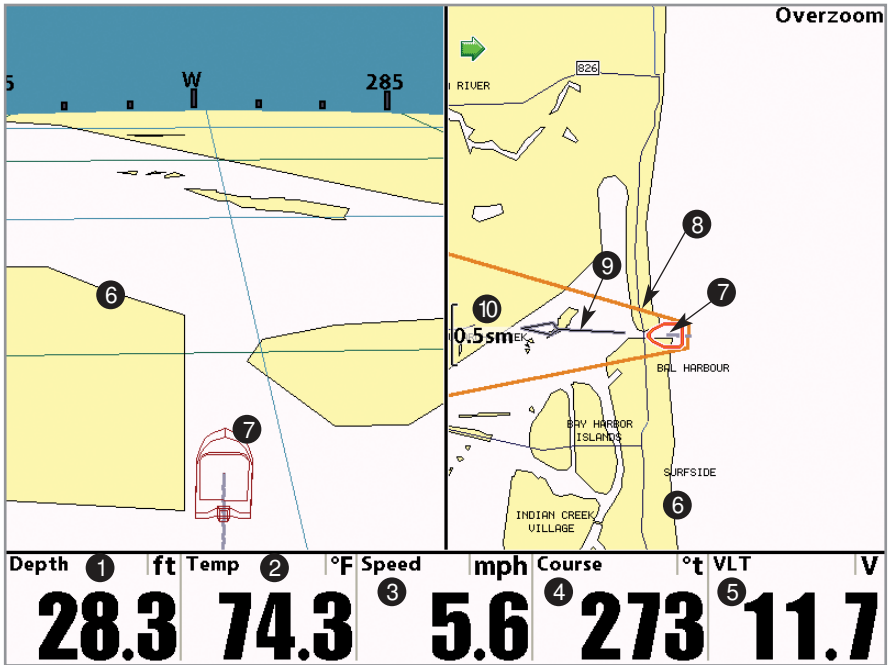 Overzoom
5 W 285
826
RIVER
8
9
7
6
10
0.5sm
EK
BAL HARBOUR
7
BAY HARBOR
ISLANDS
SURFSIDE
6
INDIAN CREEK
VILLAGE
Depth 1 ft
28.3
Temp 2 °F
74.3
Speed mph
3
5.6
Course °t
4
273
VLT V
5
11.7